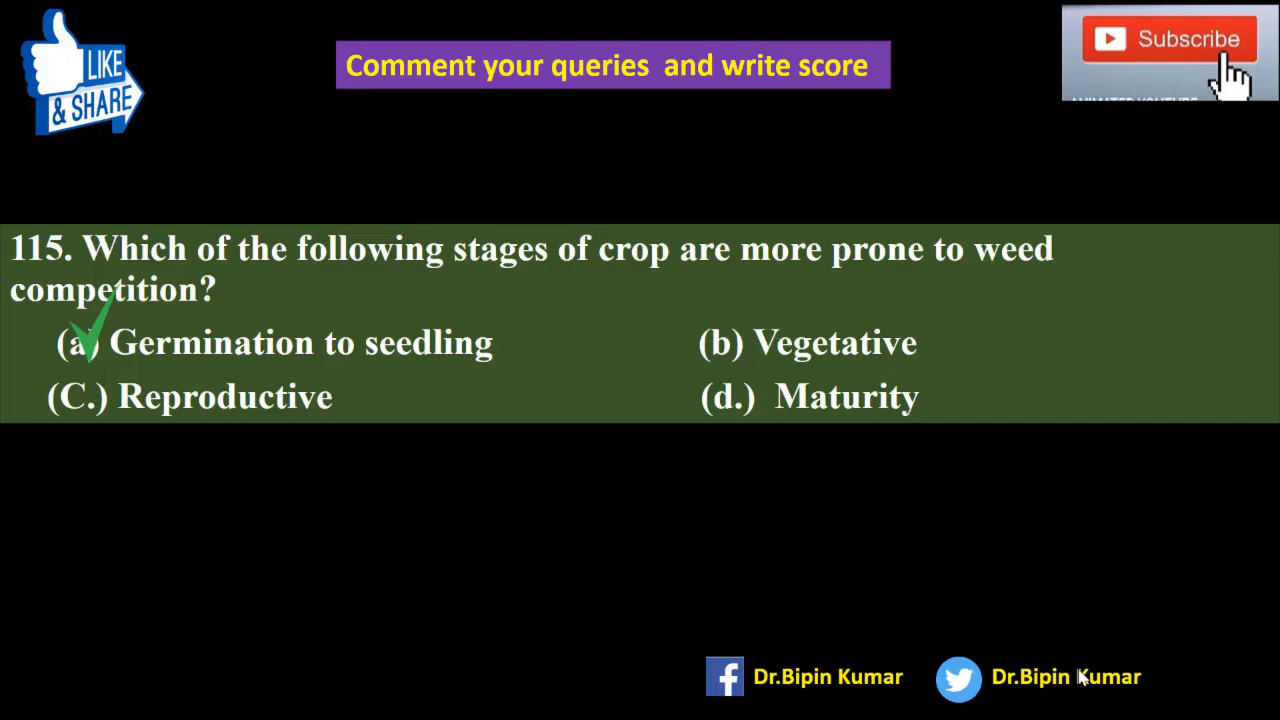 LIKE
& SHARE
Comment your queries and write score
Subscribe
115. Which of the following stages of crop are more prone to weed
competition?
(a) Germination to seedling
(b) Vegetative
(C.) Reproductive
(d.) Maturity
Dr.Bipin Kumar
Dr.Bipin Kumar